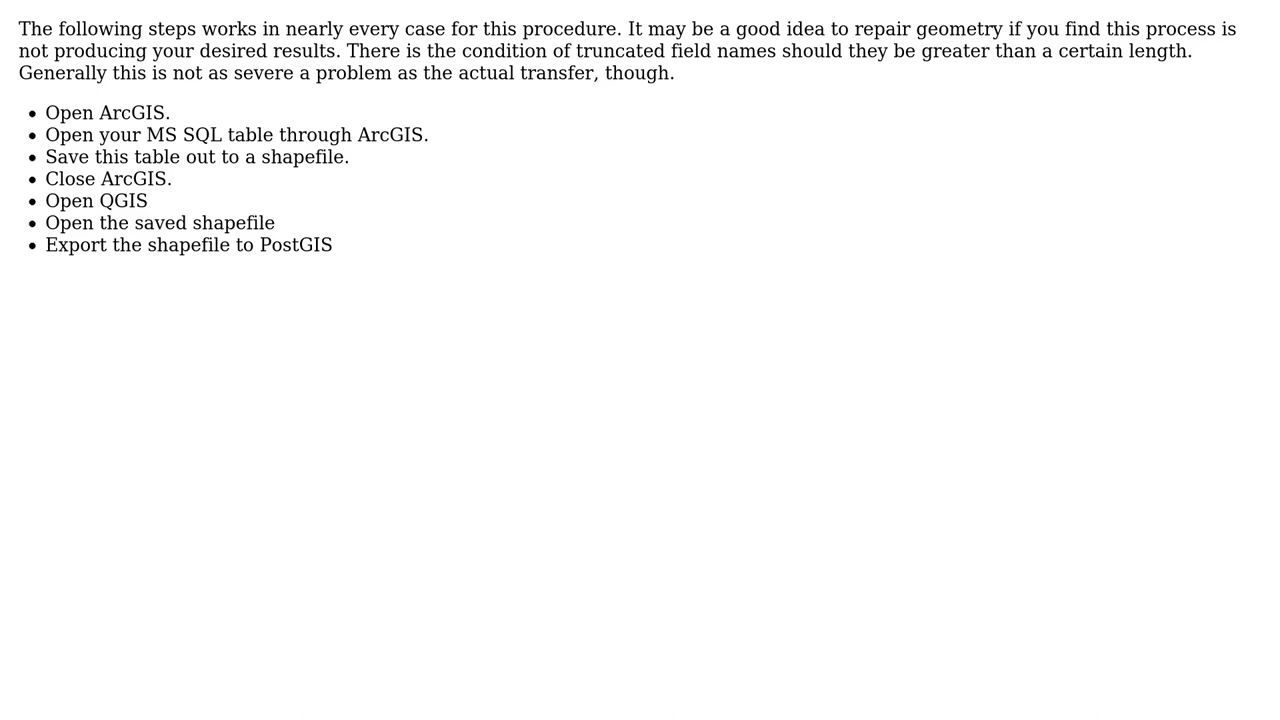 The following steps works in nearly every case for this procedure. It may be a good idea to repair geometry if you find this process is
not producing your desired results. There is the condition of truncated field names should they be greater than a certain length.
Generally this is not as severe a problem as the actual transfer, though.
• Open ArcGIS.
• Open your MS SQL table through ArcGIS.
• Save this table out to a shapefile.
• Close ArcGIS.
• Open QGIS
• Open the saved shapefile
• Export the shapefile to PostGIS